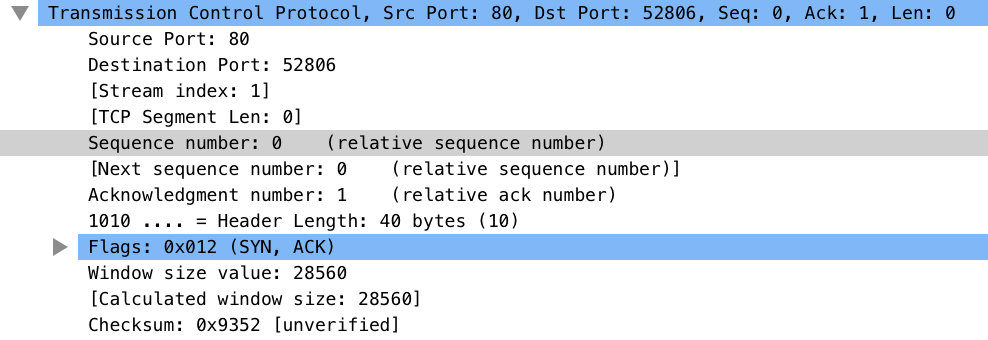 Transmission Control Protocol, Src Port: 80, Dst Port: 52806, Seq: 0, Ack: 1, Len: 0
Source Port: 80
Destination Port: 52806
[Stream index: 1]
[TCP Segment Len: 0]
Sequence number: 0    (relative sequence number)
[Next sequence number: 0    (relative sequence number)]
Acknowledgment number: 1    (relative ack number)
1010 .... = Header Length: 40 bytes (10)
Flags: 0x012 (SYN, ACK)
Window size value: 28560
[Calculated window size: 28560]
Checksum: 0x9352 [unverified]